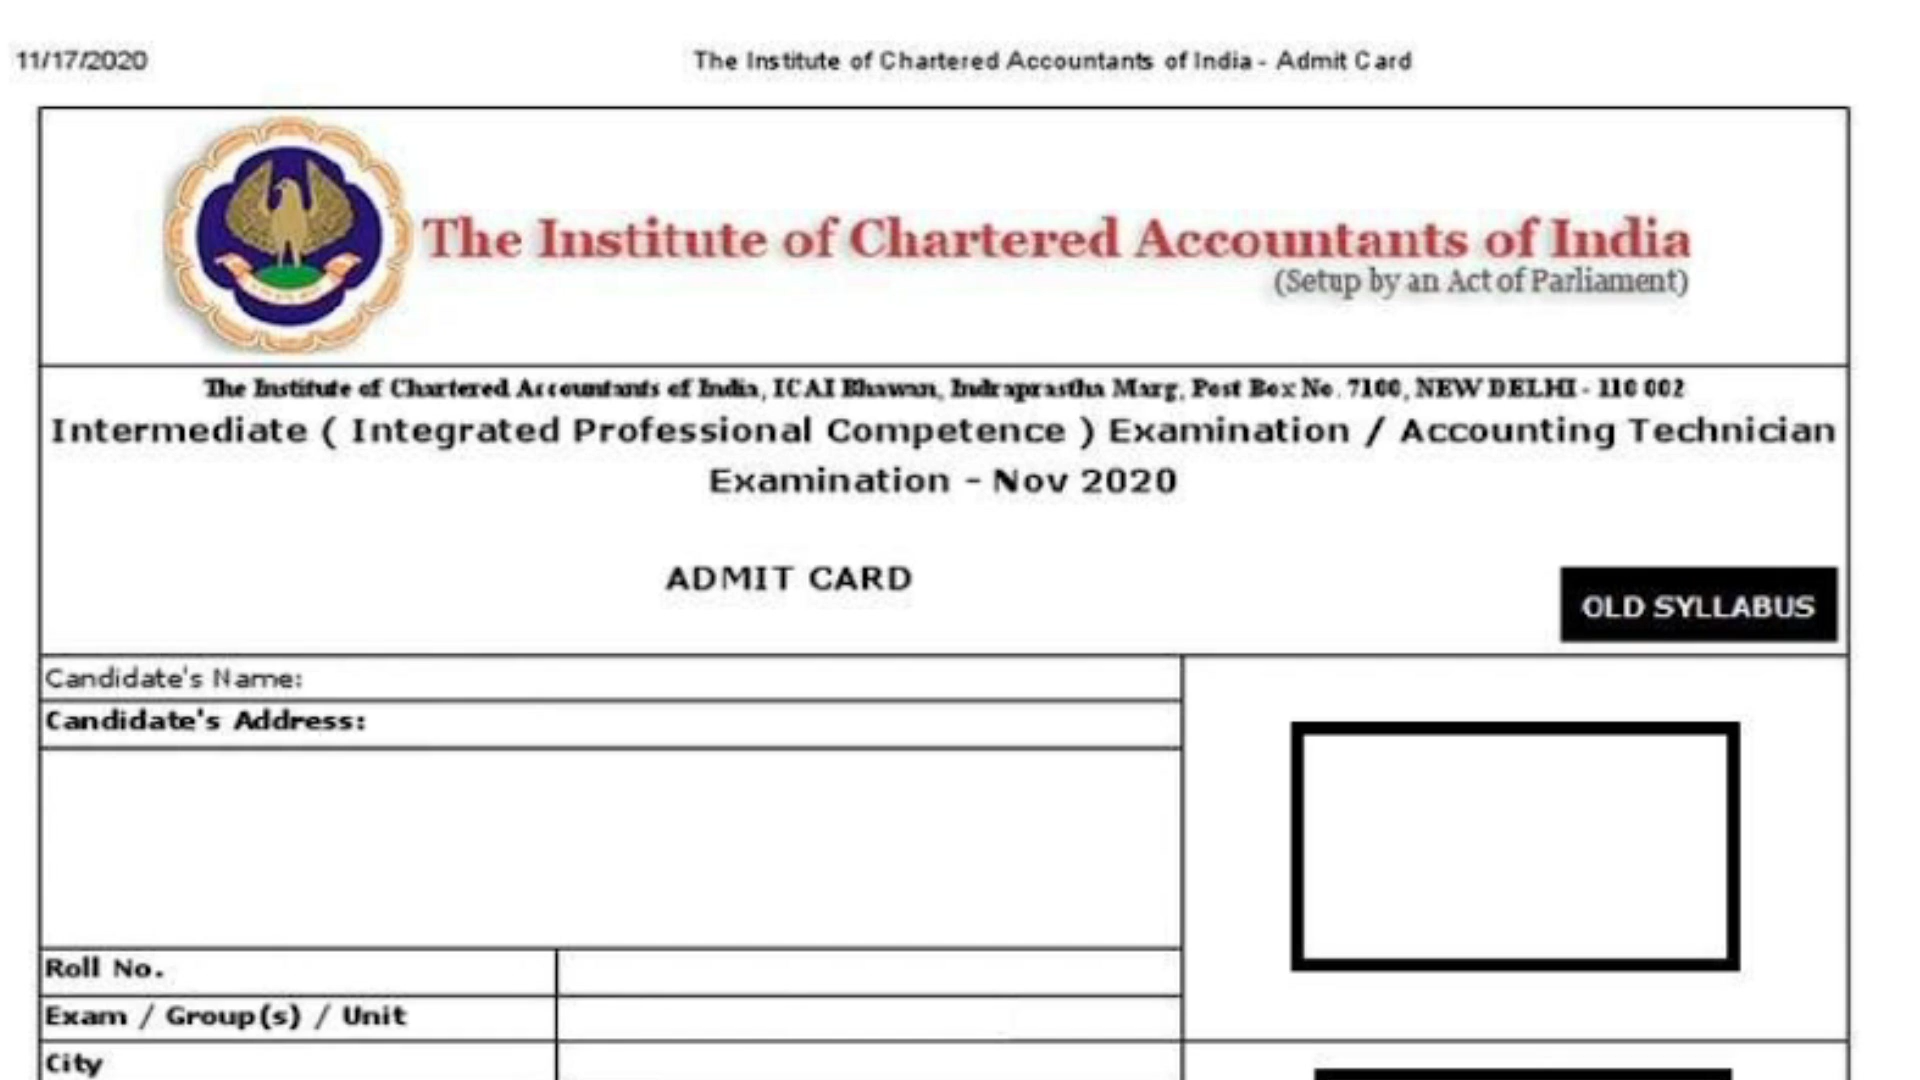 11/17/2020
The Institute of Chartered Accountants of India - Admit Card
The Institute of Chartered Accountants of India
(Setup by an Act of Parliament)
The Institute of Chartered Accountants of India, ICAI Bhawan, Indraprastha Marg, Post Box No. 7100, NEW DELHI - 110 002
Intermediate ( Integrated Professional Competence ) Examination / Accounting Technician
Examination - Nov 2020
ADMIT CARD
OLD SYLLABUS
Candidate's Name:
Candidate's Address:
Roll No.
Exam / Group(s) / Unit
City